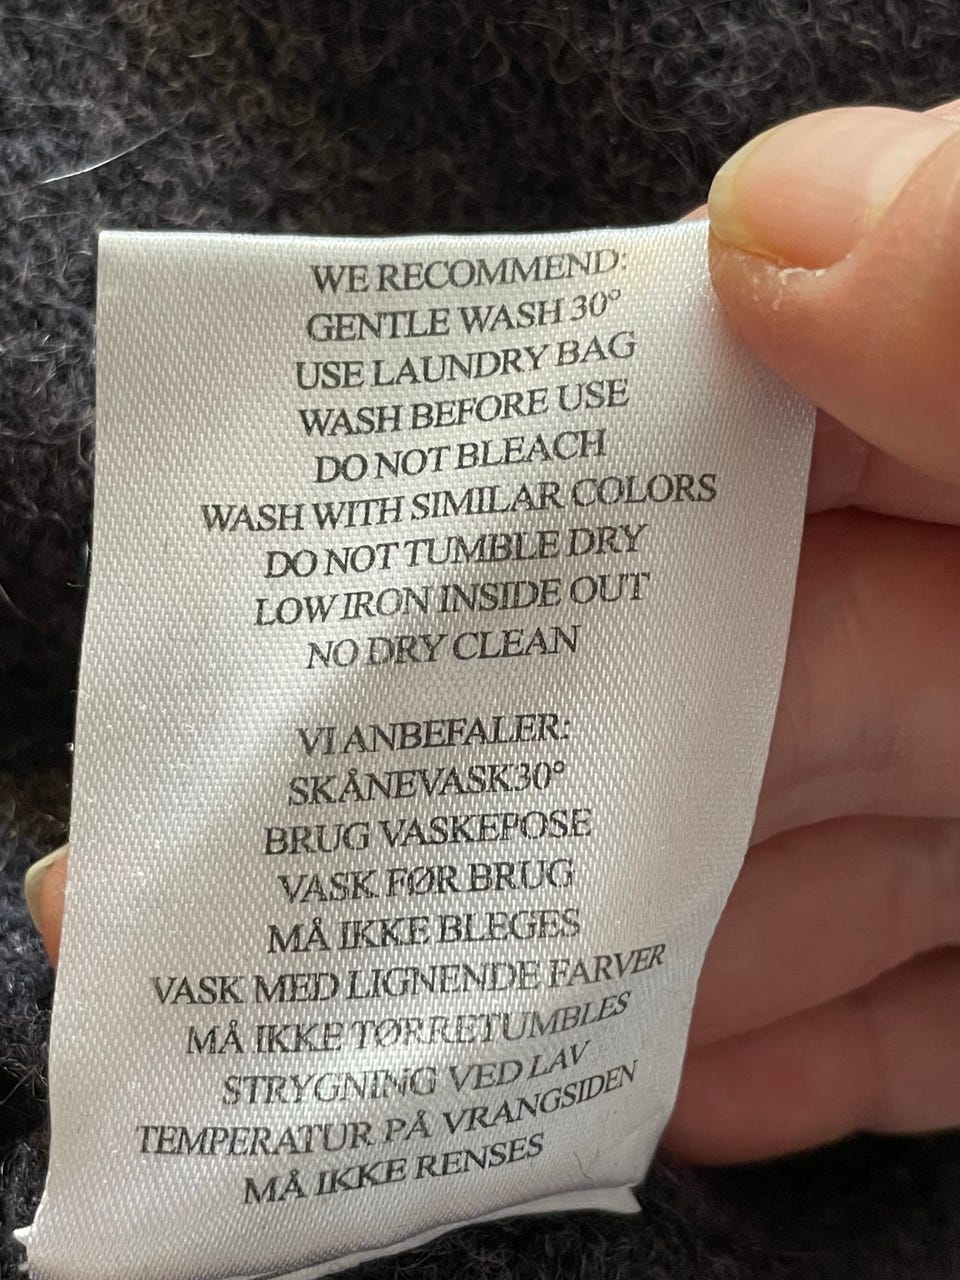 WE RECOMMEND:
GENTLE WASH 30°
USE LAUNDRY BAG
WASH BEFORE USE
DO NOT BLEACH
WASH WITH SIMILAR COLORS
DO NOT TUMBLE DRY
LOW IRON INSIDE OUT
NO DRY CLEAN
VI ANBEFALER:
SKÅNEVASK30°
BRUG VASKEPOSE
VASK FØR BRUG
MÅ IKKE BLEGES
VASK MED LIGNENDE FARVER
MÅ IKKE TØRRETUMBLES
STRYGNING VED LAV
TEMPERATUR PÅ VRANGSIDEN
MÅ IKKE RENSES